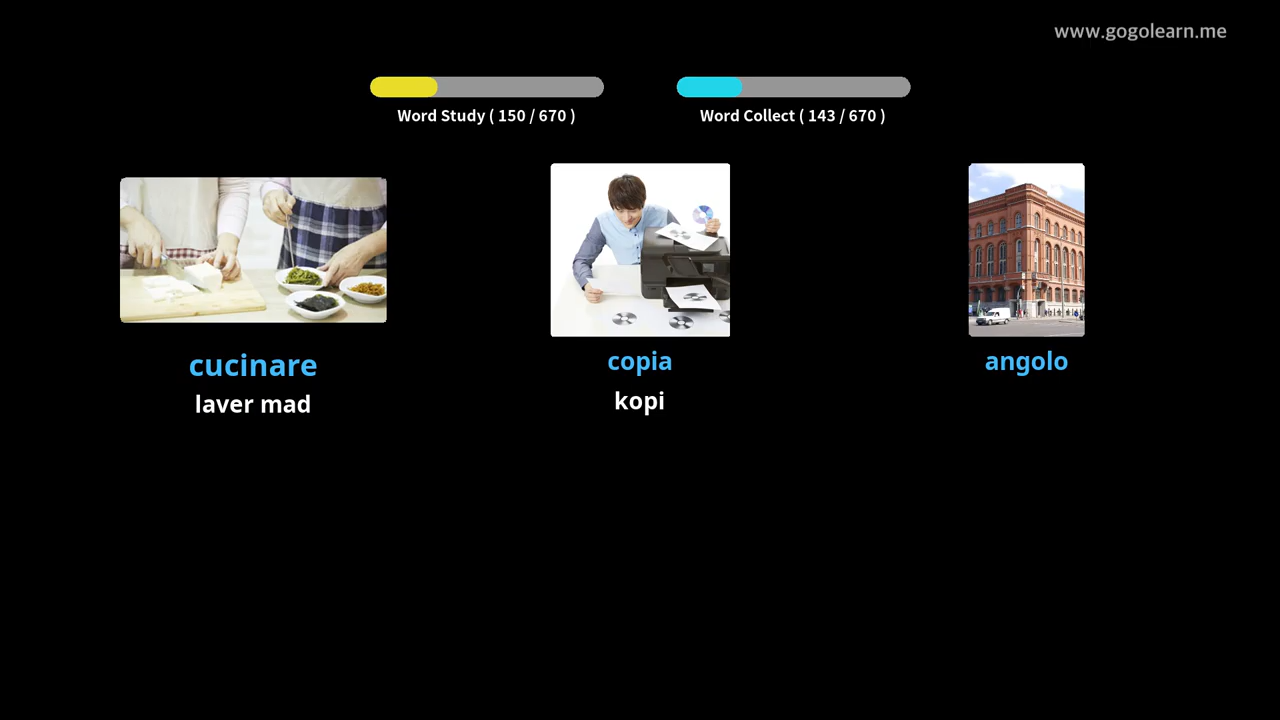 www.gogolearn.me
Word Study ( 150 / 670 )
Word Collect ( 143 / 670 )
cucinare
laver mad
copia
kopi
angolo